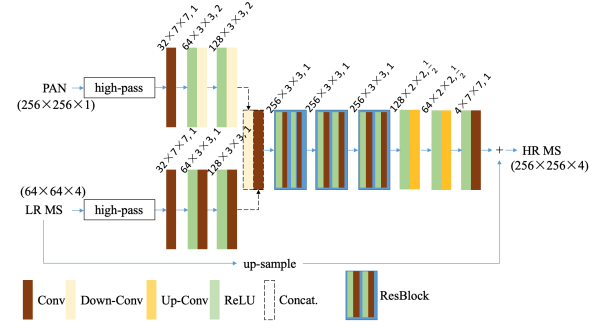 32×7×7, 1
64×3×3, 2
128×3×3, 2
PAN
(256×256×1)
high-pass
256×3×3, 1
256×3×3, 1
256×3×3, 1
128×2×2, 1/2
64×2×2, 1/2
4×7×7, 1
+
HR MS
(256×256×4)
32×7×7, 1
64×3×3, 1
128×3×3, 1
(64×64×4)
LR MS
high-pass
up-sample
Conv
Down-Conv
Up-Conv
ReLU
Concat.
ResBlock